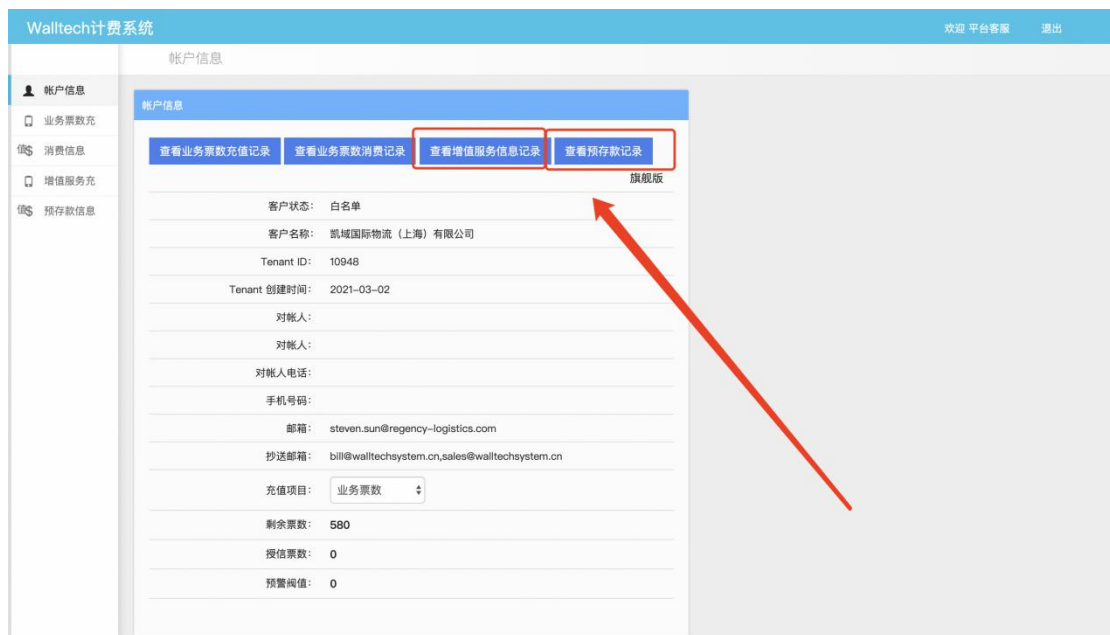 Walltech计费系统 欢迎 平台客服 退出
帐户信息
帐户信息
业务票数充
值$ 消费信息
增值服务充
值$ 预存款信息
帐户信息
查看业务票数充值记录 查看业务票数消费记录 查看增值服务信息记录 查看预存款记录
旗舰版
客户状态: 白名单
客户名称: 凯域国际物流（上海）有限公司
Tenant ID: 10948
Tenant 创建时间: 2021-03-02
对帐人:
对帐人:
对帐人电话:
手机号码:
邮箱: steven.sun@regency-logistics.com
抄送邮箱: bill@walltechsystem.cn,sales@walltechsystem.cn
充值项目: 业务票数
剩余票数: 580
授信票数: 0
预警阀值: 0